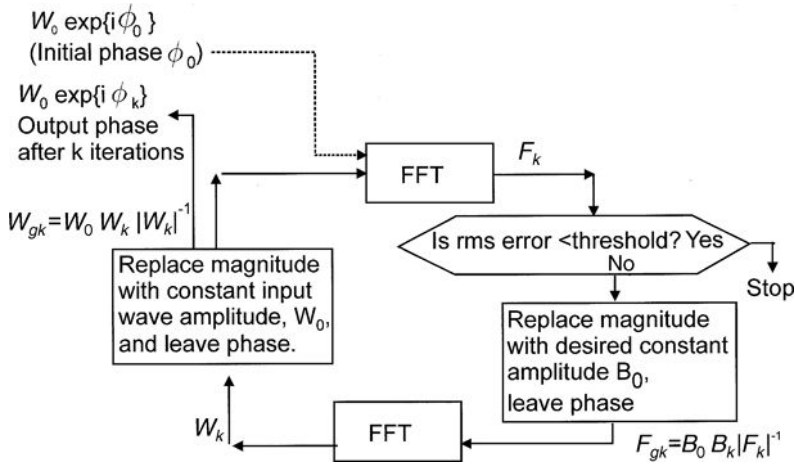 W₀ exp{iϕ₀}
(Initial phase ϕ₀)
W₀ exp{i ϕₖ}
Output phase
after k iterations
FFT
Fₖ
W_gk=W₀ Wₖ |Wₖ|⁻¹
Is rms error <threshold? Yes
No
Stop
Replace magnitude
with constant input
wave amplitude, W₀,
and leave phase.
Replace magnitude
with desired constant
amplitude B₀,
leave phase
Wₖ
FFT
F_gk=B₀ Bₖ|Fₖ|⁻¹